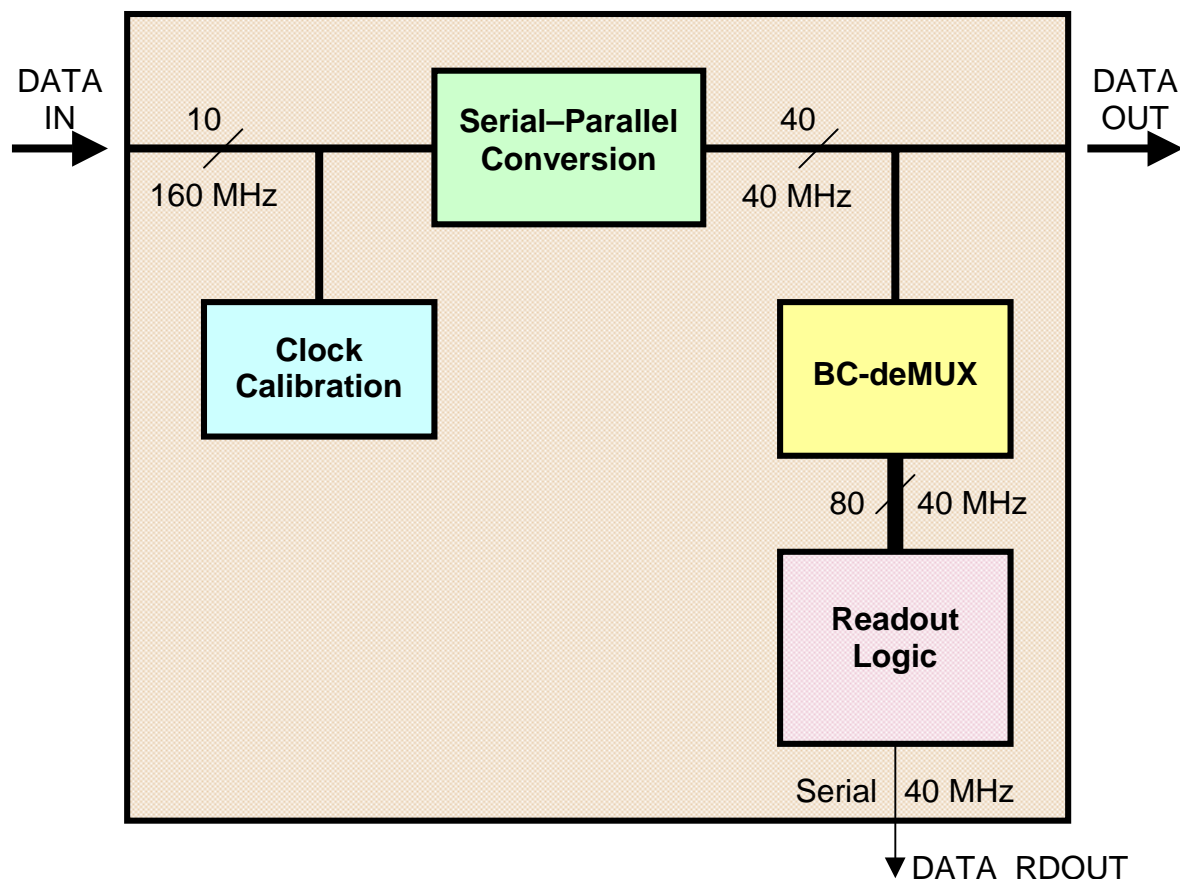 DATA
IN
10
160 MHz
Serial–Parallel
Conversion
40
40 MHz
DATA
OUT
Clock
Calibration
BC-deMUX
80
40 MHz
Readout
Logic
Serial
40 MHz
DATA RDOUT